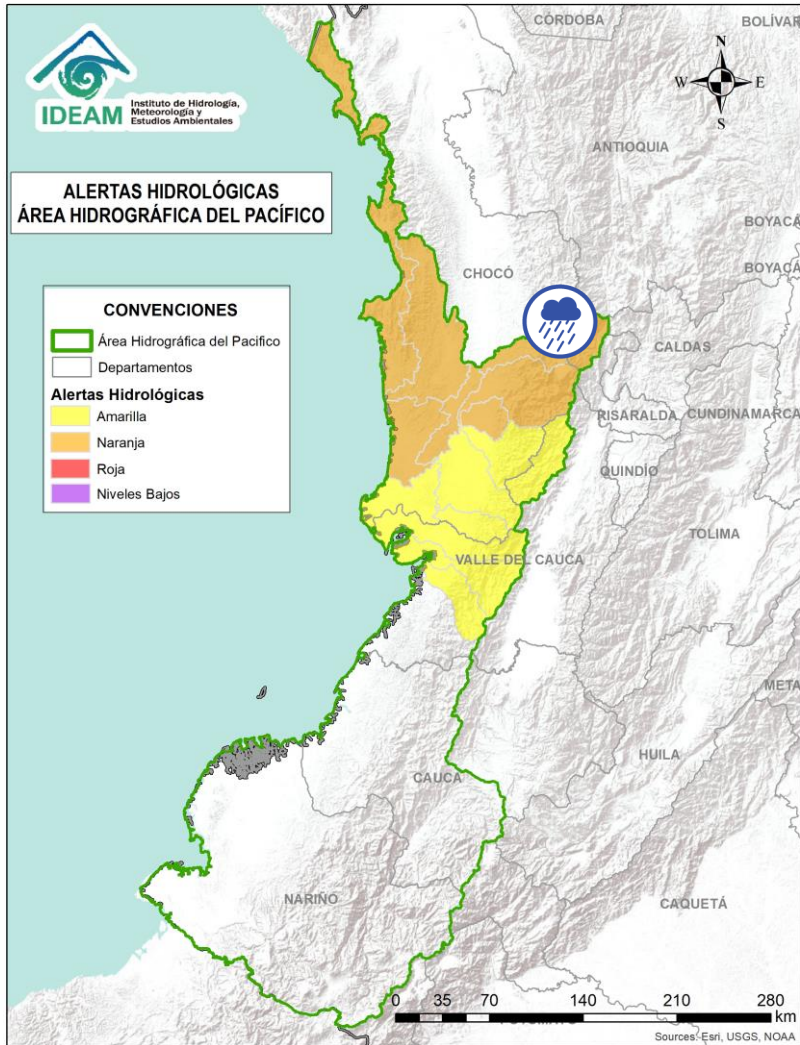 CÓRDOBA
BOLÍVAR
N
W
E
S
IDEAM
Instituto de Hidrología,
Meteorología y
Estudios Ambientales
ANTIOQUIA
ALERTAS HIDROLÓGICAS
ÁREA HIDROGRÁFICA DEL PACÍFICO
BOYACÁ
CHOCÓ
BOYACÁ
CONVENCIONES
Área Hidrográfica del Pacifico
Departamentos
Alertas Hidrológicas
Amarilla
Naranja
Roja
Niveles Bajos
CALDAS
RISARALDA
CUNDINAMARCA
QUINDÍO
TOLIMA
VALLE DEL CAUCA
META
HUILA
CAUCA
NARIÑO
CAQUETÁ
0 35 70 140 210 280
km
Sources: Esri, USGS, NOAA